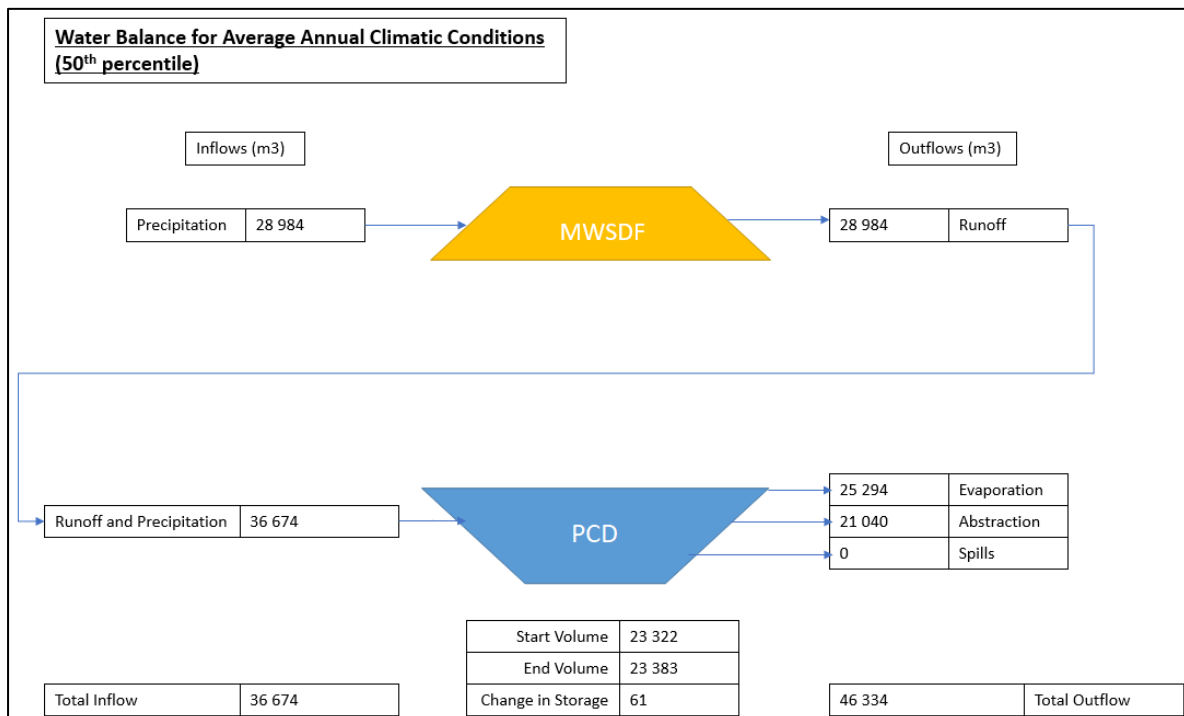 Water Balance for Average Annual Climatic Conditions
(50th percentile)
Inflows (m3)
Outflows (m3)
Precipitation 28 984
MWSDF
28 984 Runoff
25 294 Evaporation
Runoff and Precipitation 36 674
PCD
21 040 Abstraction
0 Spills
Start Volume 23 322
End Volume 23 383
Total Inflow 36 674
Change in Storage 61
46 334 Total Outflow